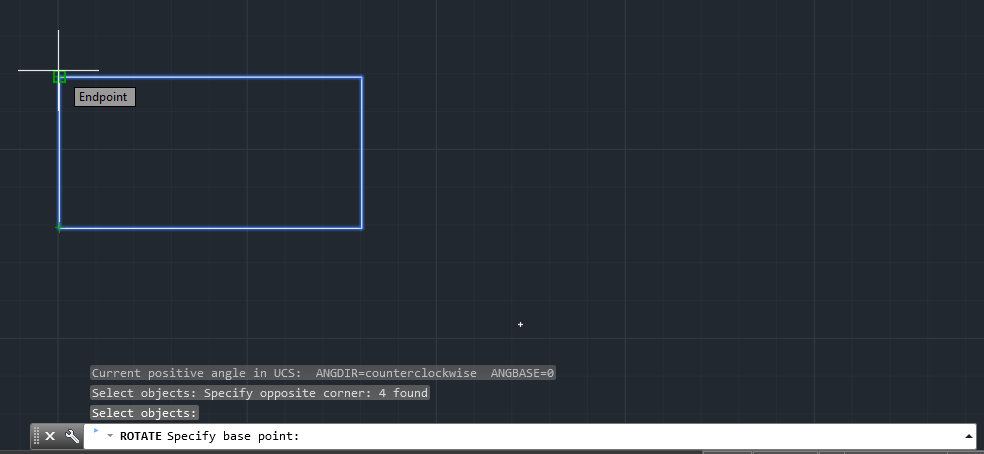 Endpoint
Current positive angle in UCS:  ANGDIR=counterclockwise  ANGBASE=0
Select objects: Specify opposite corner: 4 found
Select objects:
ROTATE Specify base point: